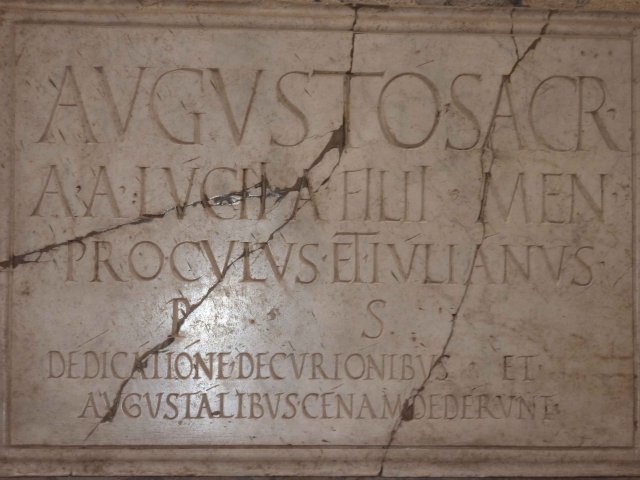 AVGVSTO·SACR·
A·A·LVCII A FILII·MEN
PROCVLVS·ET·IVLIANVS·
P S
DEDICATIONE·DECVRIONIBVS ET
AVGVSTALIBVS CENAM DEDERVNT